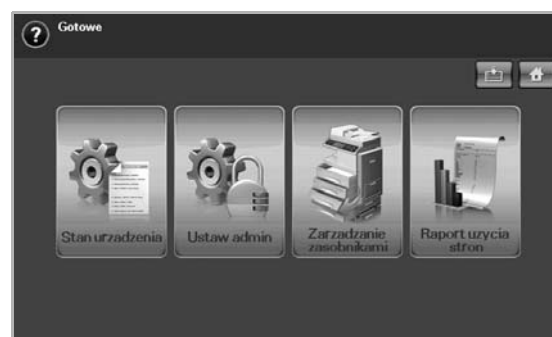 Gotowe
Stan urzadzenia
Ustaw admin
Zarzadzanie
zasobnikami
Raport uzycia
stron